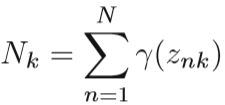 N_k = \sum_{n=1}^{N} \gamma(z_{nk})